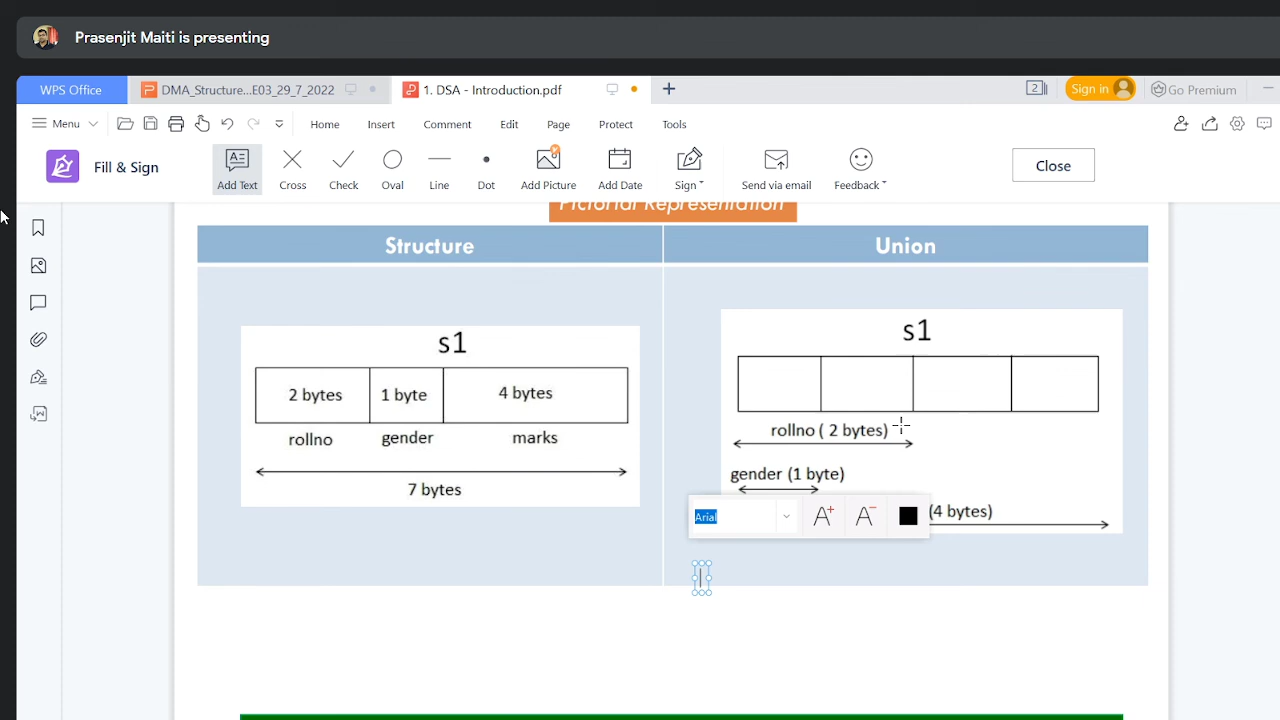 Prasenjit Maiti is presenting
WPS Office
DMA_Structure...E03_29_7_2022
1. DSA - Introduction.pdf
2
Sign in
Go Premium
Menu
Home
Insert
Comment
Edit
Page
Protect
Tools
Fill & Sign
Add Text
Cross
Check
Oval
Line
Dot
Add Picture
Add Date
Sign
Send via email
Feedback
Close
Pictorial Representation
Structure
Union
s1
2 bytes
1 byte
4 bytes
rollno
gender
marks
7 bytes
s1
rollno ( 2 bytes)
gender (1 byte)
(4 bytes)
Arial
A+
A-